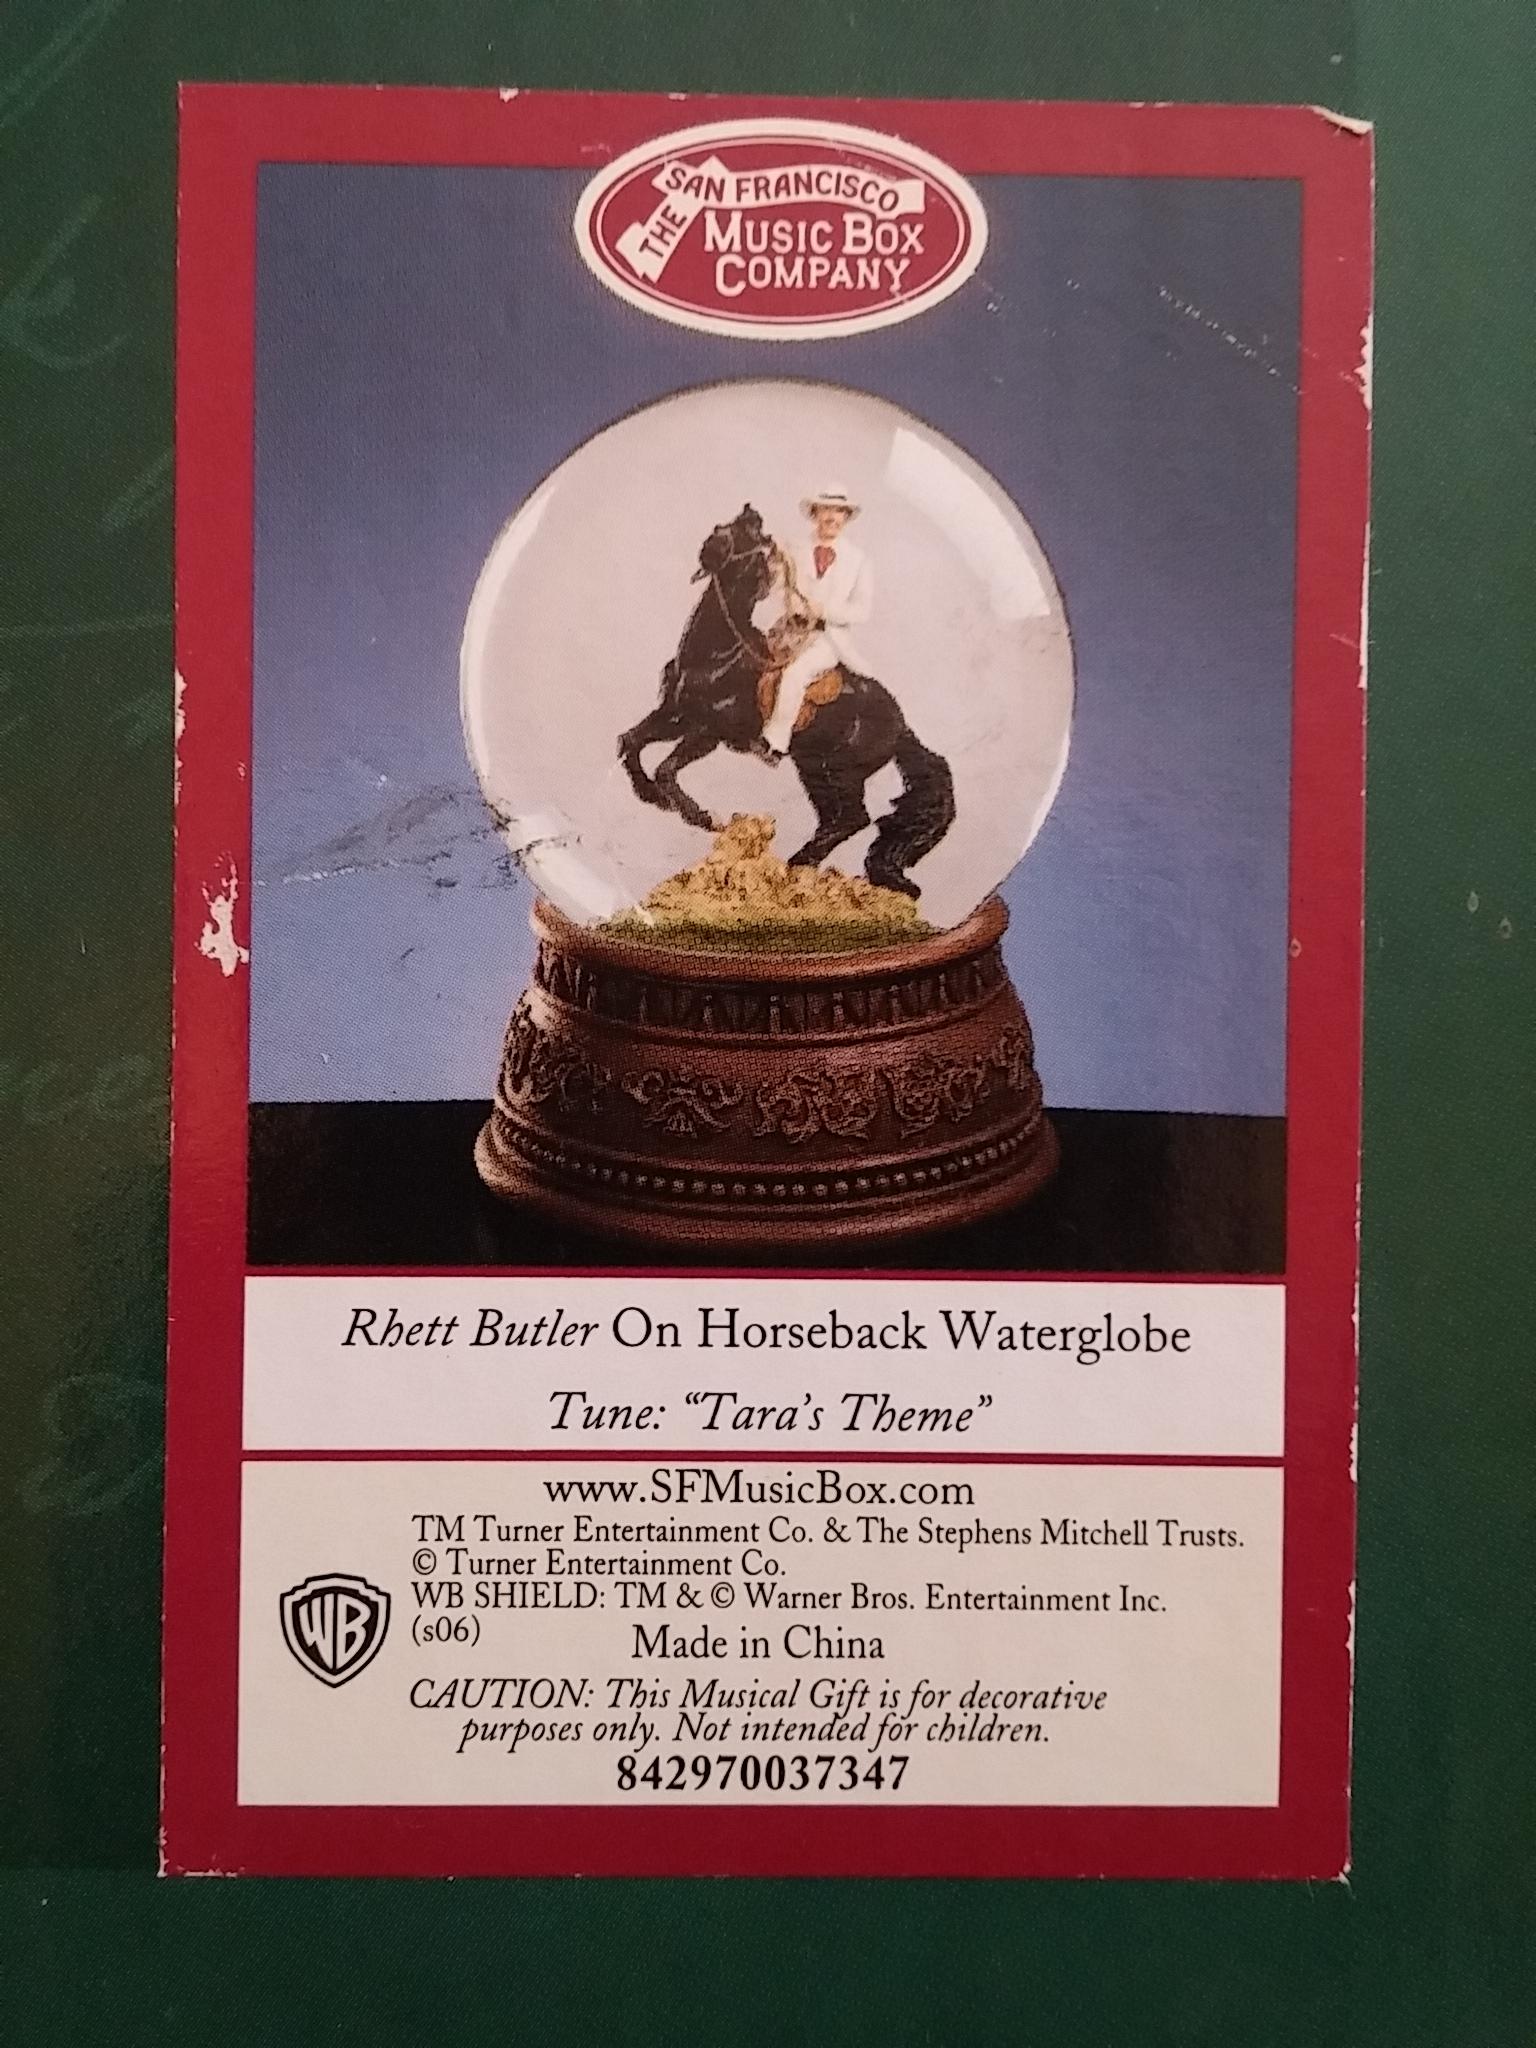 THE SAN FRANCISCO
MUSIC BOX
COMPANY
Rhett Butler On Horseback Waterglobe
Tune: “Tara’s Theme”
www.SFMusicBox.com
TM Turner Entertainment Co. & The Stephens Mitchell Trusts.
© Turner Entertainment Co.
WB SHIELD: TM & © Warner Bros. Entertainment Inc.
(s06)
Made in China
WB
CAUTION: This Musical Gift is for decorative
purposes only. Not intended for children.
842970037347